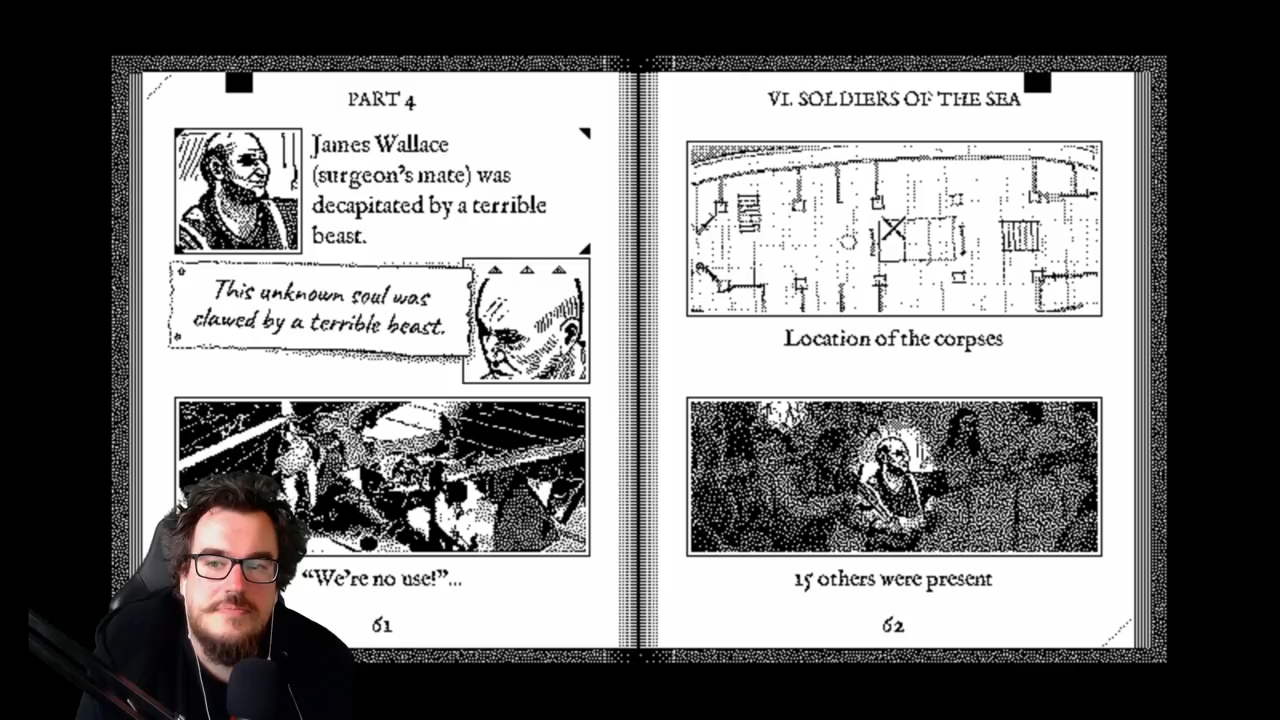 PART 4
James Wallace
(surgeon's mate) was
decapitated by a terrible
beast.
This unknown soul was
clawed by a terrible beast.
"We're no use!"...
61
VI. SOLDIERS OF THE SEA
Location of the corpses
15 others were present
62